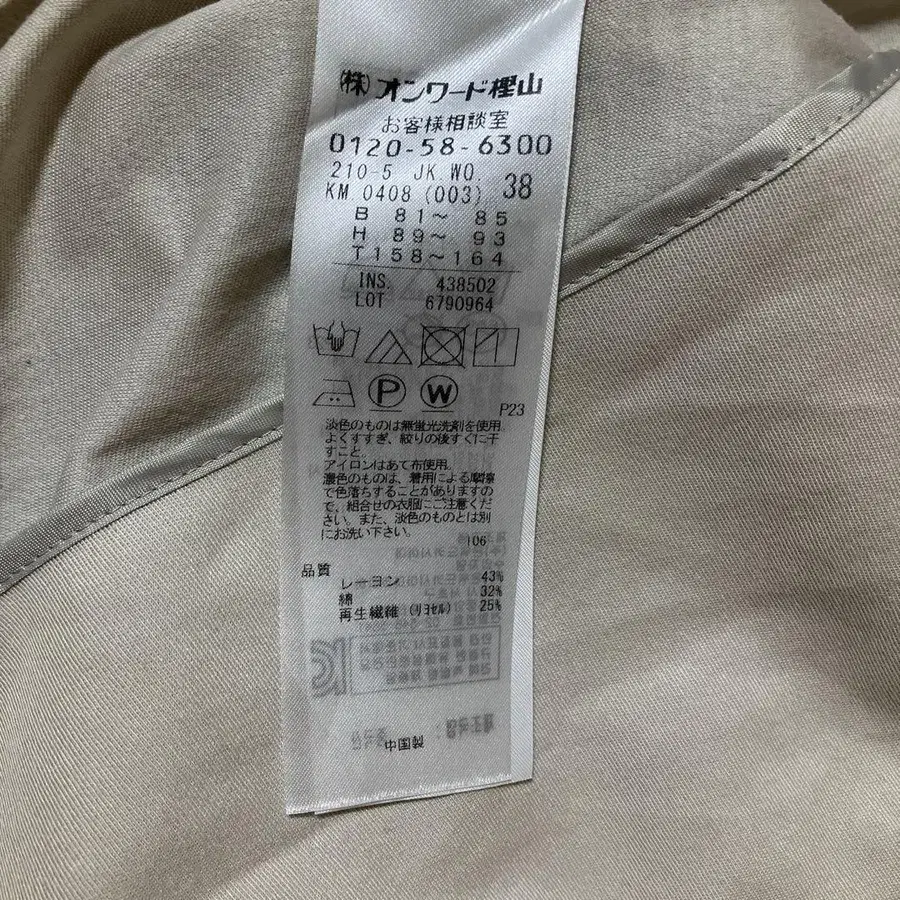 (株)オンワード樫山
お客様相談室
0120-58-6300
210-5 JK.WO.
KM 0408 (003) 38
B 81~ 85
H 89~ 93
T158~164
INS. 438502
LOT 6790964
P W
P23
淡色のものは無蛍光洗剤を使用。
よくすすぎ、絞りの後すぐに干
すこと。
アイロンはあて布使用。
濃色のものは、着用による摩擦
で色落ちすることがありますの
で、組合せの衣服にご注意くだ
さい。また、淡色のものとは別
にお洗い下さい。
106
品質
レーヨン 43%
綿 32%
再生繊維 (リヨセル) 25%
中国製